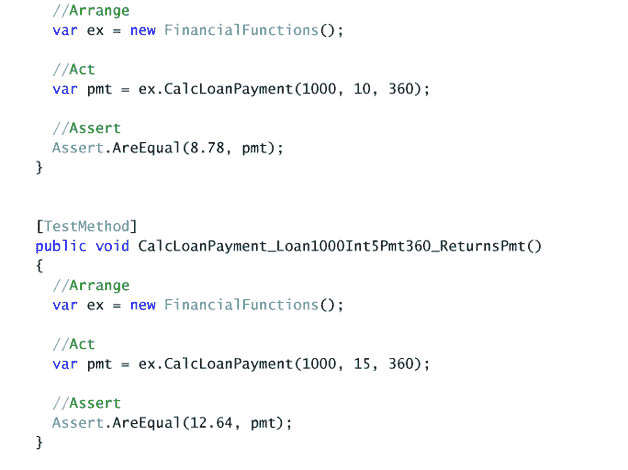 //Arrange
var ex = new FinancialFunctions();
//Act
var pmt = ex.CalcLoanPayment(1000, 10, 360);
//Assert
Assert.AreEqual(8.78, pmt);
}
[TestMethod]
public void CalcLoanPayment_Loan1000Int5Pmt360_ReturnsPmt()
{
//Arrange
var ex = new FinancialFunctions();
//Act
var pmt = ex.CalcLoanPayment(1000, 15, 360);
//Assert
Assert.AreEqual(12.64, pmt);
}